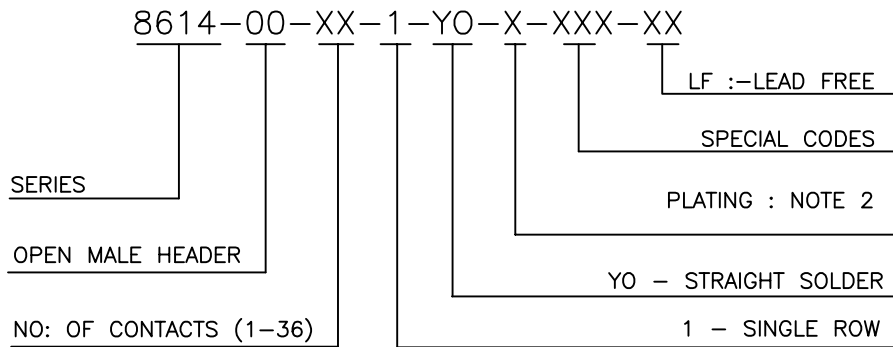 8614-00-XX-1-YO-X-XXX-XX
LF :-LEAD FREE
SPECIAL CODES
SERIES
PLATING : NOTE 2
OPEN MALE HEADER
YO - STRAIGHT SOLDER
NO: OF CONTACTS (1-36)
1 - SINGLE ROW